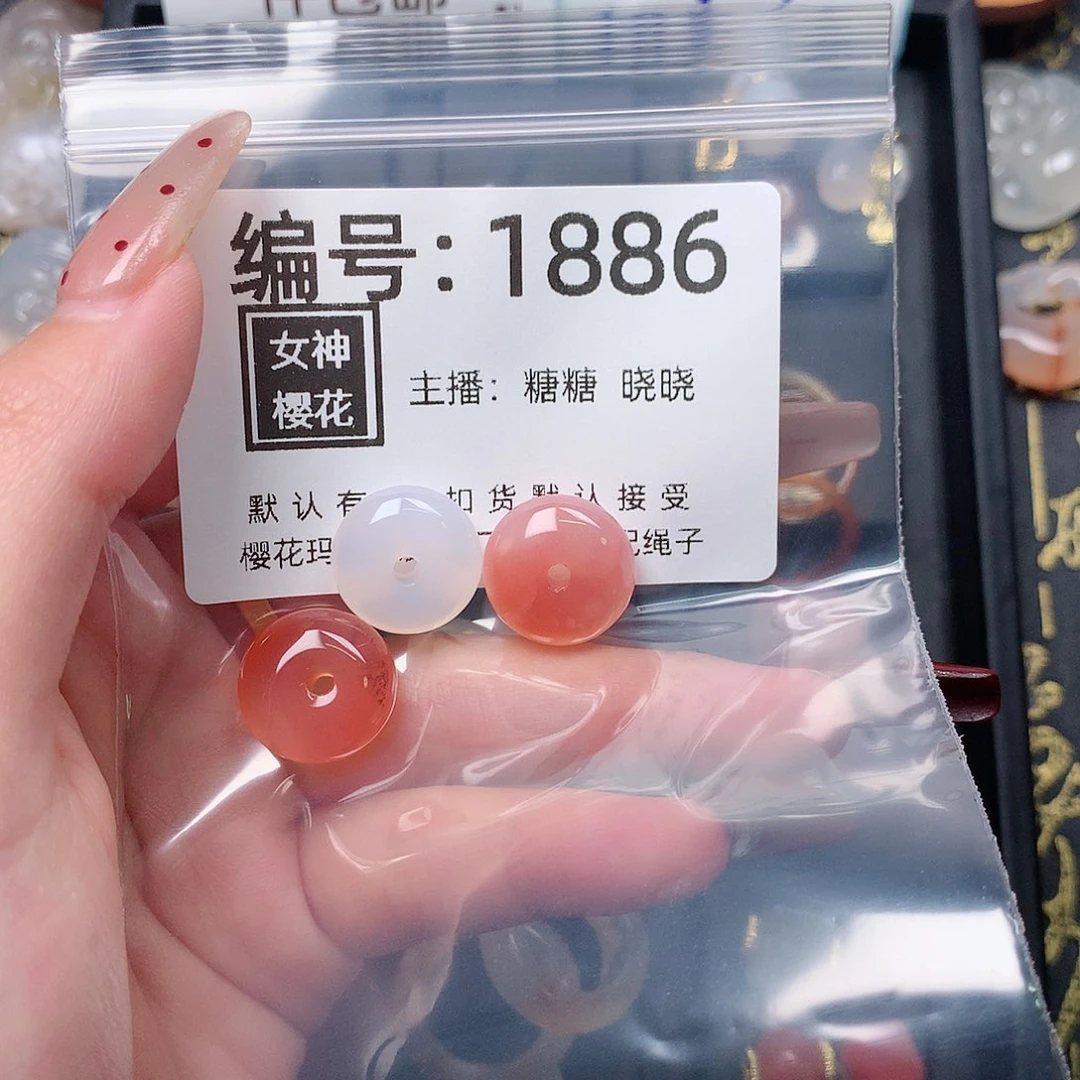 编号：1886
女神
樱花
主播：糖糖 晓晓
默认有 扣货默认接受
樱花玛 配绳子